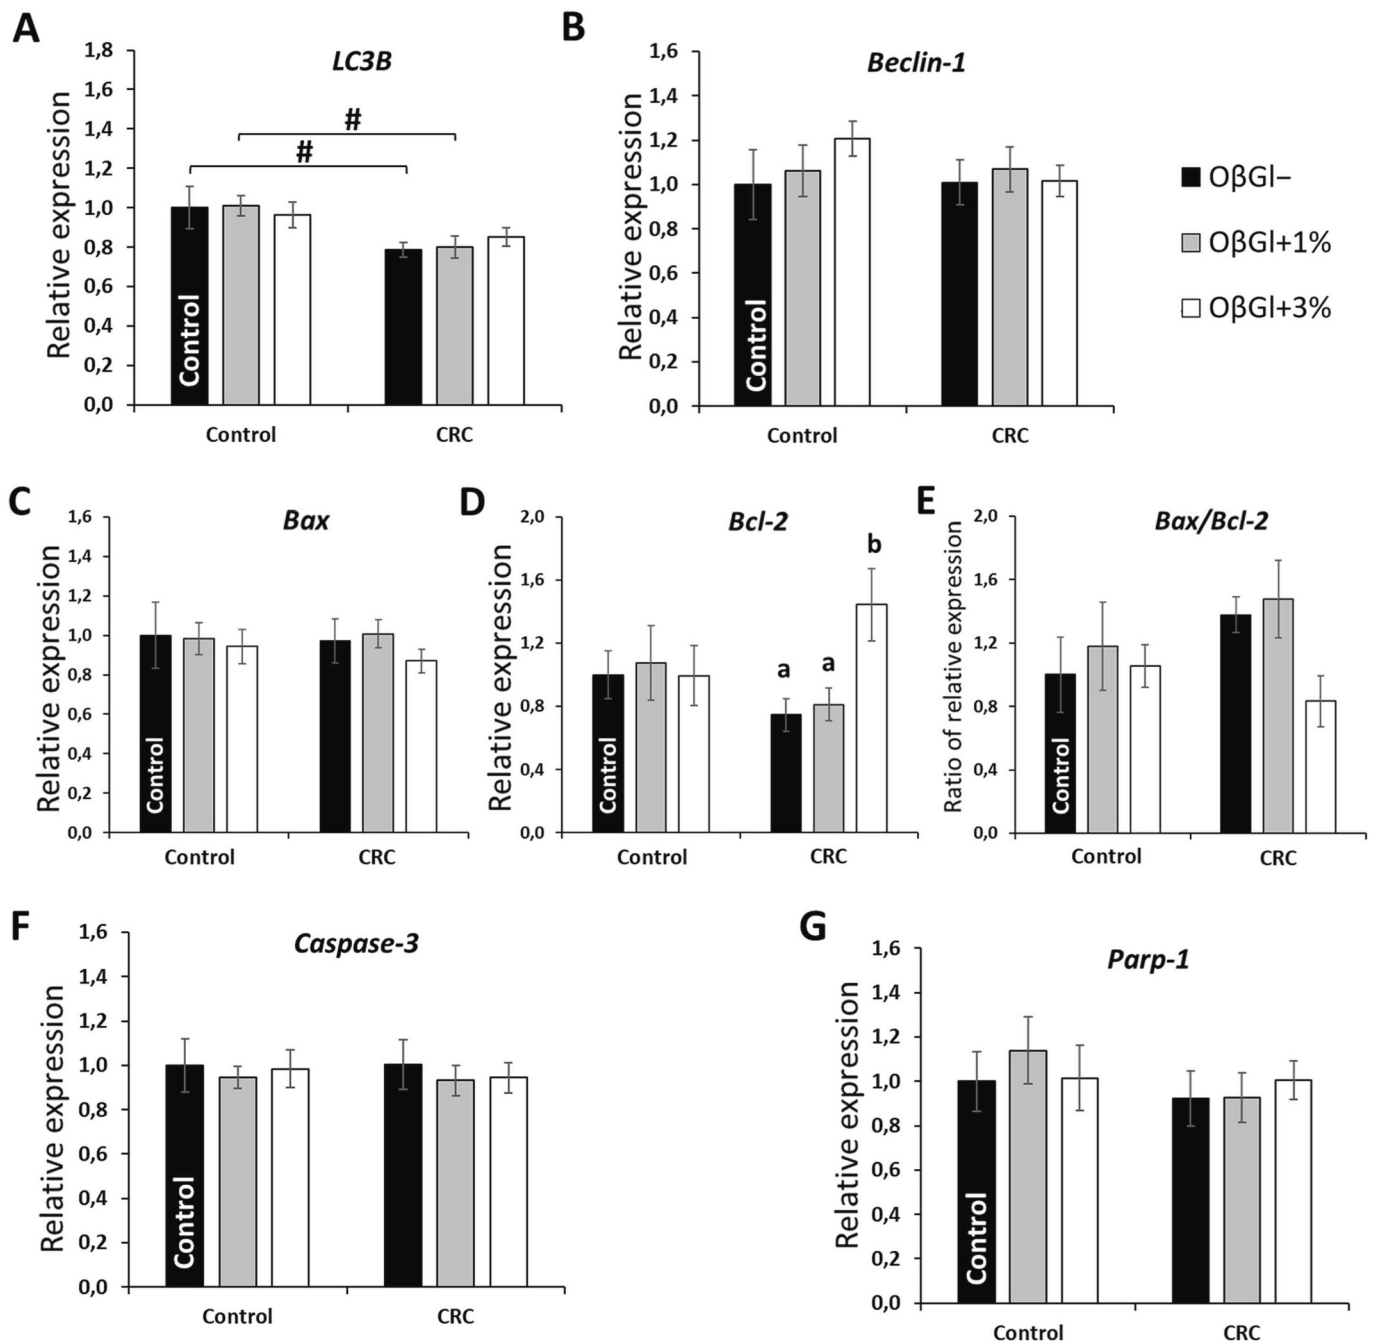 A
LC3B
Relative expression
1,8
1,6
1,4
1,2
1,0
0,8
0,6
0,4
0,2
0,0
#
#
Control
Control
CRC
B
Beclin-1
Relative expression
1,6
1,4
1,2
1,0
0,8
0,6
0,4
0,2
0,0
Control
Control
CRC
OβGl−
OβGl+1%
OβGl+3%
C
Bax
Relative expression
1,6
1,4
1,2
1,0
0,8
0,6
0,4
0,2
0,0
Control
Control
CRC
D
Bcl-2
Relative expression
2,0
1,6
1,2
0,8
0,4
0,0
a
a
b
Control
Control
CRC
E
Bax/Bcl-2
Ratio of relative expression
2,0
1,6
1,2
0,8
0,4
0,0
Control
Control
CRC
F
Caspase-3
Relative expression
1,6
1,4
1,2
1,0
0,8
0,6
0,4
0,2
0,0
Control
Control
CRC
G
Parp-1
Relative expression
1,6
1,4
1,2
1,0
0,8
0,6
0,4
0,2
0,0
Control
Control
CRC